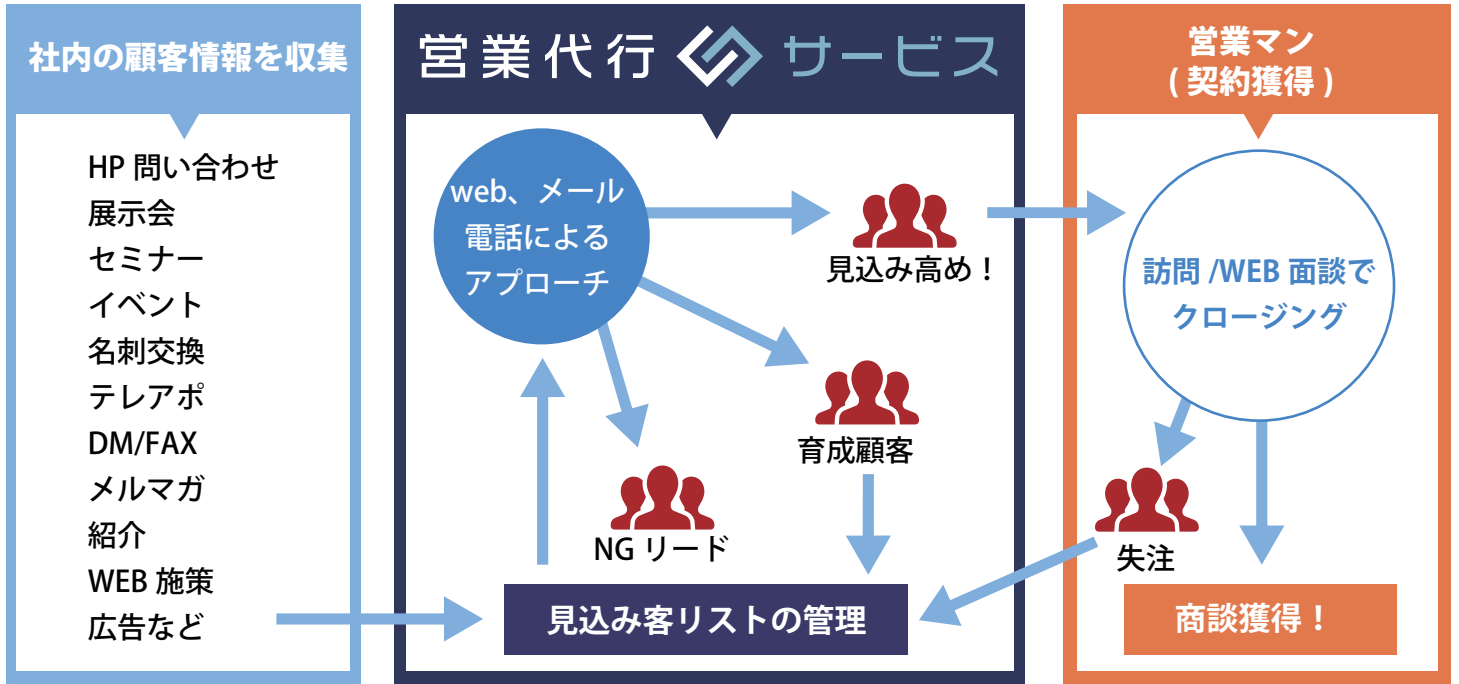 社内の顧客情報を収集
HP 問い合わせ
展示会
セミナー
イベント
名刺交換
テレアポ
DM/FAX
メルマガ
紹介
WEB 施策
広告など
営業代行 サービス
web、メール
電話による
アプローチ
見込み高め！
育成顧客
NG リード
見込み客リストの管理
営業マン
( 契約獲得 )
訪問 /WEB 面談で
クロージング
失注
商談獲得！